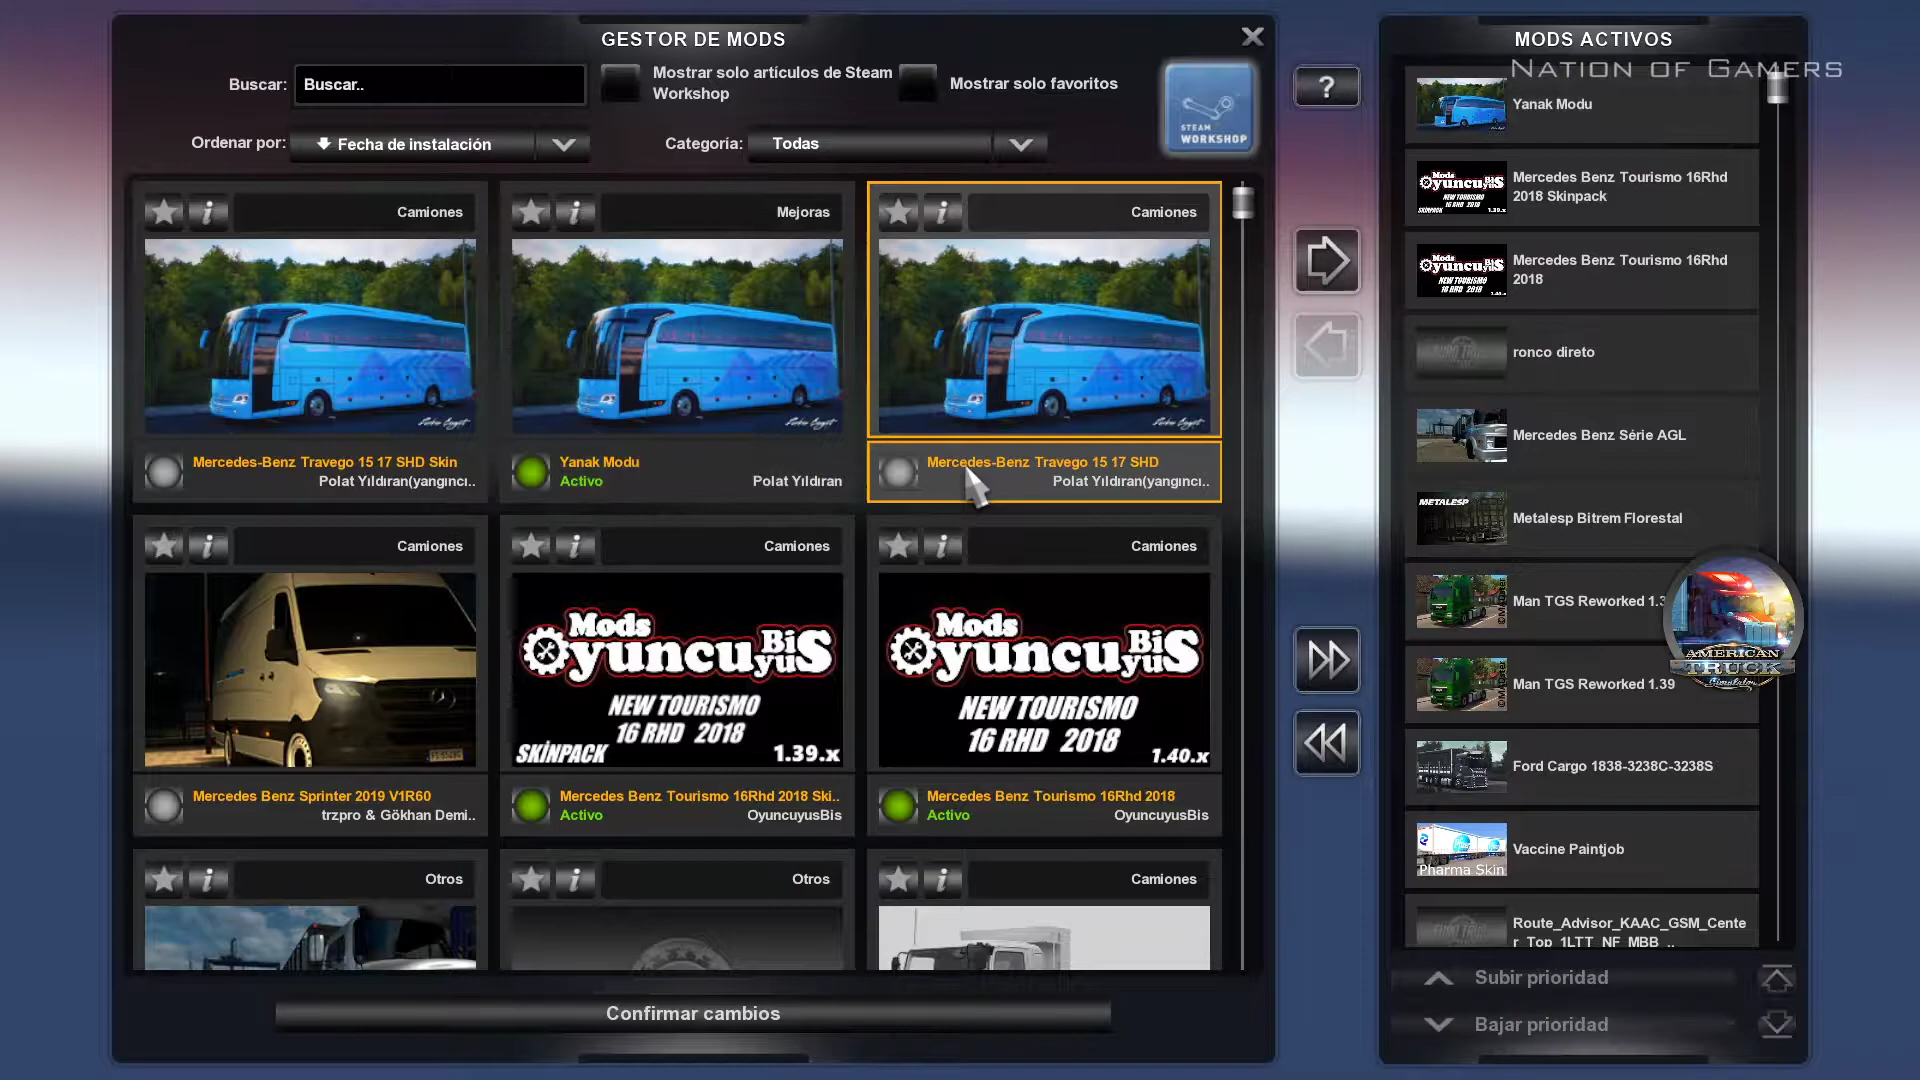 GESTOR DE MODS
Buscar:
Buscar..
Mostrar solo artículos de Steam
Workshop
Mostrar solo favoritos
STEAM
WORKSHOP
Ordenar por:
Fecha de instalación
Categoría:
Todas
Camiones
Mercedes-Benz Travego 15 17 SHD Skin
Polat Yıldıran(yangıncı..
Mejoras
Yanak Modu
Activo
Polat Yıldıran
Camiones
Mercedes-Benz Travego 15 17 SHD
Polat Yıldıran(yangıncı..
Camiones
Mercedes Benz Sprinter 2019 V1R60
trzpro & Gökhan Demi..
Camiones
Mods
OyuncuyuS
BiS
NEW TOURISMO
16 RHD 2018
SKİNPACK
1.39.x
Mercedes Benz Tourismo 16Rhd 2018 Ski..
Activo
OyuncuyusBis
Camiones
Mods
OyuncuyuS
BiS
NEW TOURISMO
16 RHD 2018
1.40.x
Mercedes Benz Tourismo 16Rhd 2018
Activo
OyuncuyusBis
Otros
Otros
Camiones
Confirmar cambios
?
MODS ACTIVOS
NATION OF GAMERS
Yanak Modu
Mercedes Benz Tourismo 16Rhd
2018 Skinpack
Mercedes Benz Tourismo 16Rhd
2018
ronco direto
Mercedes Benz Série AGL
METALESP
Metalesp Bitrem Florestal
Man TGS Reworked 1.3
Man TGS Reworked 1.39
AMERICAN
TRUCK
Simulator
Ford Cargo 1838-3238C-3238S
Pharma Skin
Vaccine Paintjob
Route_Advisor_KAAC_GSM_Cente
r_Top_1LTT_NF_MBB_..
Subir prioridad
Bajar prioridad